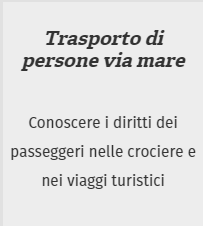 Trasporto di
persone via mare
Conoscere i diritti dei
passeggeri nelle crociere e
nei viaggi turistici